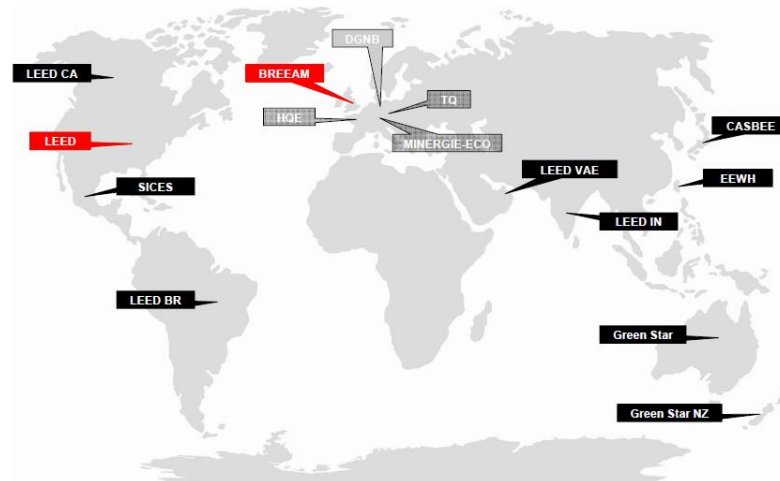 DGNB
LEED CA
BREEAM
TQ
HQE
CASBEE
LEED
MINERGIE-ECO
LEED VAE
EEWH
SICES
LEED IN
LEED BR
Green Star
Green Star NZ